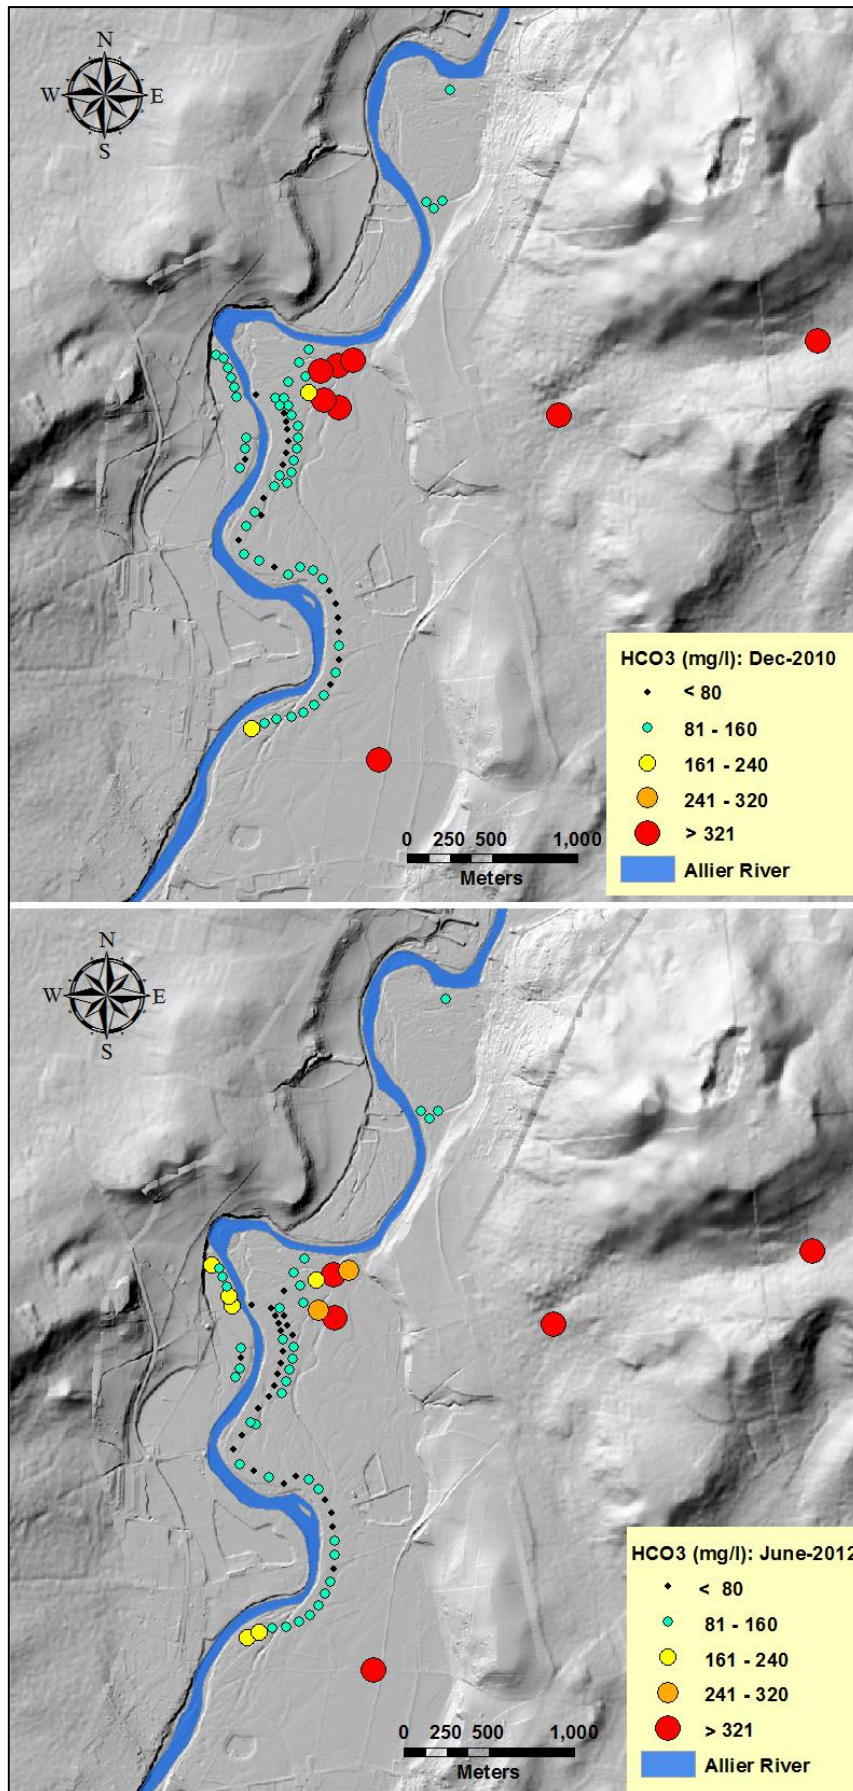 N
W E
S
HCO3 (mg/l): Dec-2010
< 80
81 - 160
161 - 240
241 - 320
> 321
Allier River
0 250 500 1,000
Meters
N
W E
S
HCO3 (mg/l): June-2012
< 80
81 - 160
161 - 240
241 - 320
> 321
Allier River
0 250 500 1,000
Meters